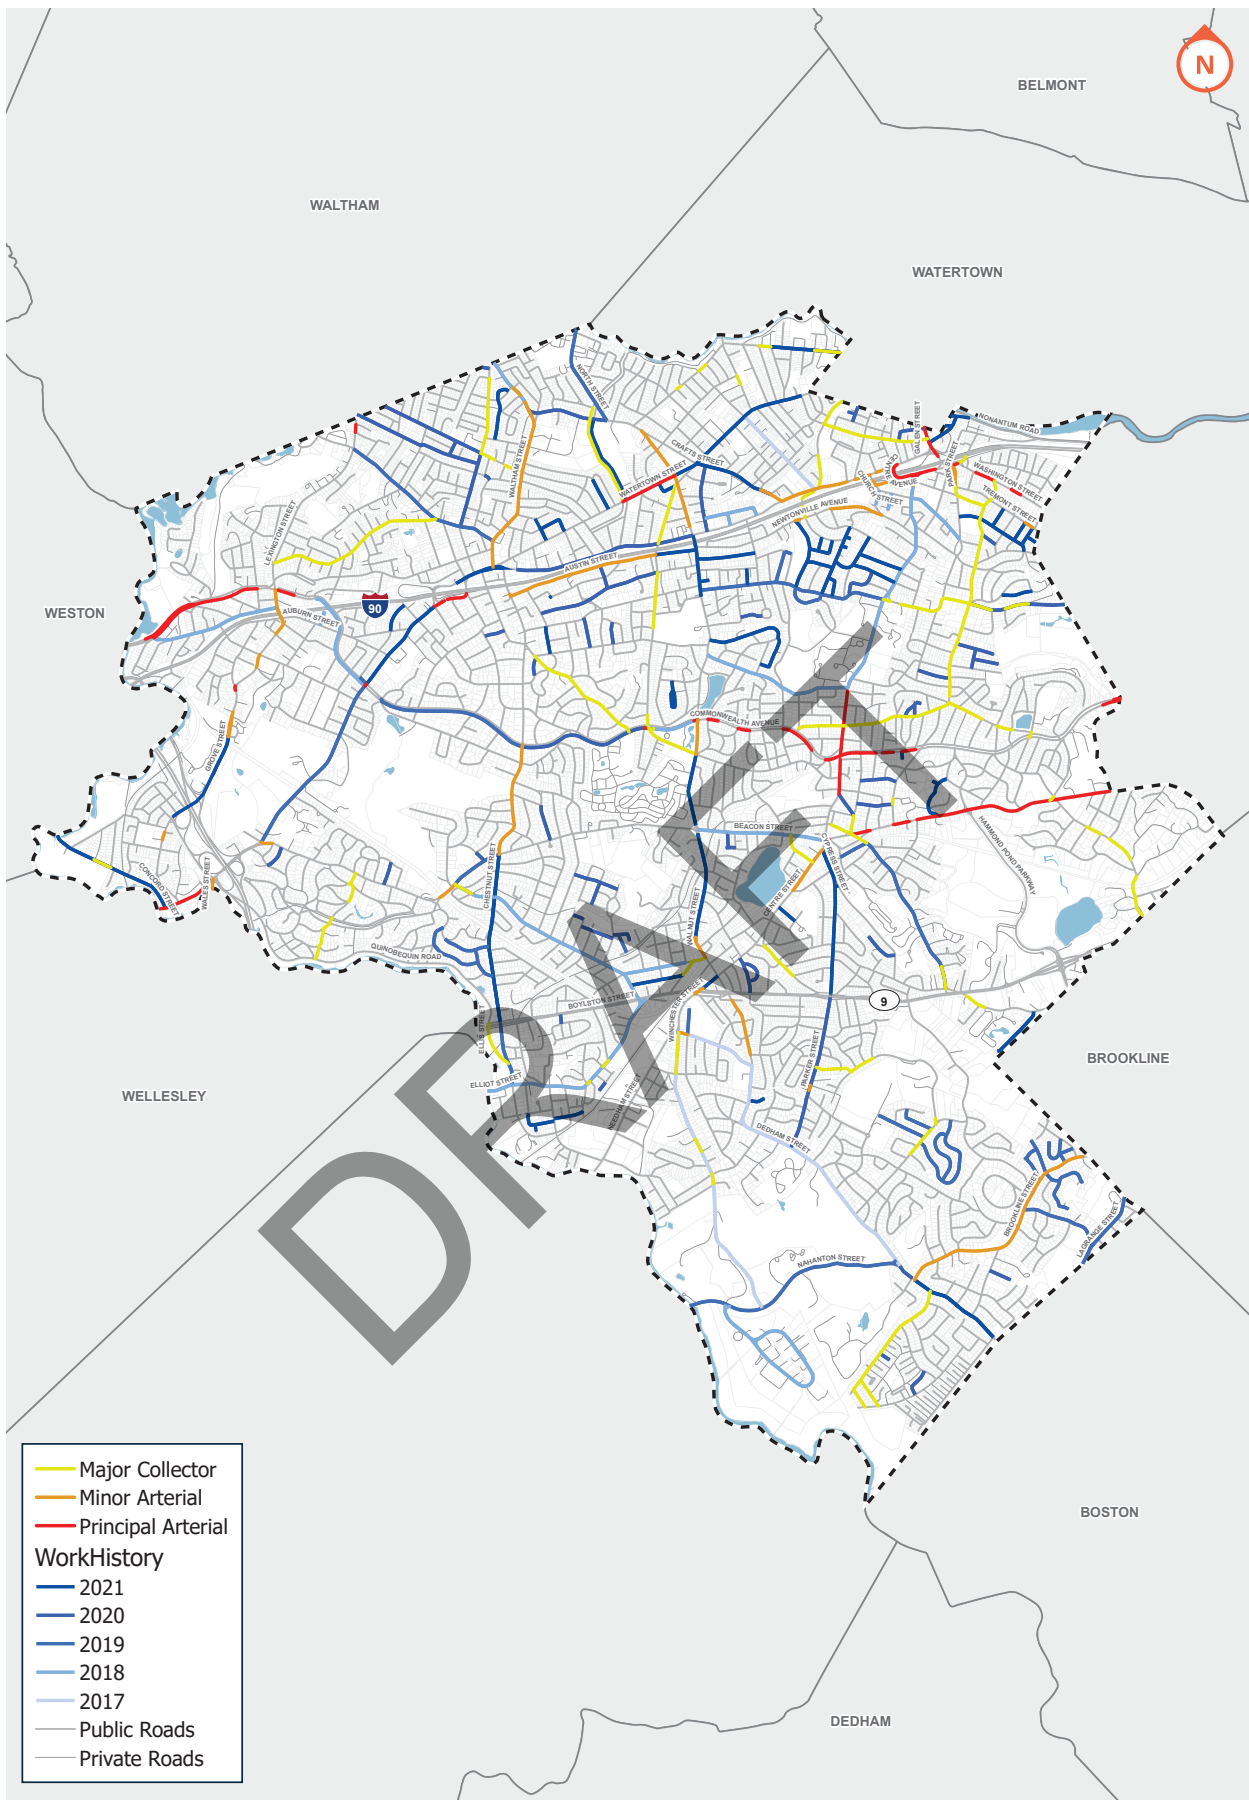 N
BELMONT
WALTHAM
WATERTOWN
NORTH STREET
GALEN STREET
NONANTUM ROAD
CRAFTS STREET
WALTHAM STREET
WATERTOWN STREET
CENTRE AVENUE
PARK STREET
WASHINGTON STREET
CHURCH STREET
TREMONT STREET
LEXINGTON STREET
NEWTONVILLE AVENUE
AUSTIN STREET
WESTON
90
AUBURN STREET
COMMONWEALTH AVENUE
GROVE STREET
BEACON STREET
CYPRESS STREET
HAMMOND POND PARKWAY
CONCORD STREET
WALES STREET
CHESTNUT STREET
CENTRE STREET
WALNUT STREET
QUINOBEQUIN ROAD
BOYLSTON STREET
9
ELLIS STREET
WINCHESTER STREET
BROOKLINE
WELLESLEY
ELLIOT STREET
NEEDHAM STREET
PARKER STREET
DEDHAM STREET
BROOKLINE STREET
LAGRANGE STREET
NAHANTON STREET
DRAFT
Major Collector
Minor Arterial
Principal Arterial
WorkHistory
2021
2020
2019
2018
2017
Public Roads
Private Roads
BOSTON
DEDHAM